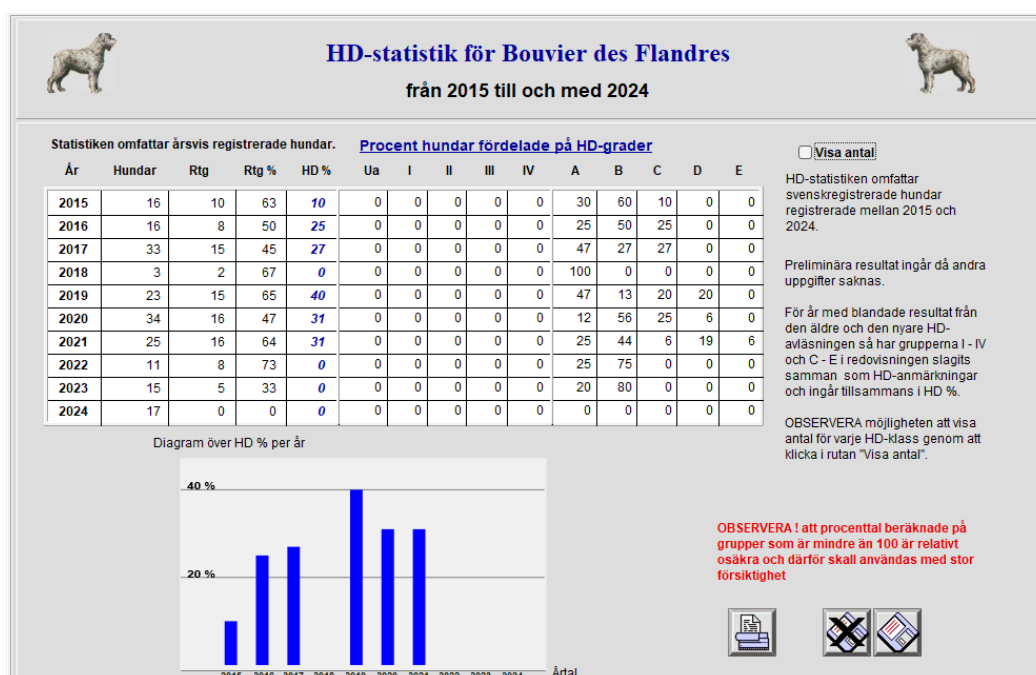 HD-statistik för Bouvier des Flandres
från 2015 till och med 2024
Statistiken omfattar årsvis registrerade hundar. Procent hundar fördelade på HD-grader
År Hundar Rtg Rtg % HD % Ua I II III IV A B C D E
2015 16 10 63 10 0 0 0 0 0 30 60 10 0 0
2016 16 8 50 25 0 0 0 0 0 25 50 25 0 0
2017 33 15 45 27 0 0 0 0 0 47 27 27 0 0
2018 3 2 67 0 0 0 0 0 0 100 0 0 0 0
2019 23 15 65 40 0 0 0 0 0 47 13 20 20 0
2020 34 16 47 31 0 0 0 0 0 12 56 25 6 0
2021 25 16 64 31 0 0 0 0 0 25 44 6 19 6
2022 11 8 73 0 0 0 0 0 0 25 75 0 0 0
2023 15 5 33 0 0 0 0 0 0 20 80 0 0 0
2024 17 0 0 0 0 0 0 0 0 0 0 0 0 0
Visa antal
HD-statistiken omfattar
svenskregistrerade hundar
registrerade mellan 2015 och
2024.
Preliminära resultat ingår då andra
uppgifter saknas.
För år med blandade resultat från
den äldre och den nyare HD-
avläsningen så har grupperna I - IV
och C - E i redovisningen slagits
samman som HD-anmärkningar
och ingår tillsammans i HD %.
OBSERVERA möjligheten att visa
antal för varje HD-klass genom att
klicka i rutan "Visa antal".
Diagram över HD % per år
40 %
20 %
2015 2016 2017 2018 2019 2020 2021 2022 2023 2024 Årtal
OBSERVERA ! att procenttal beräknade på
grupper som är mindre än 100 är relativt
osäkra och därför skall användas med stor
försiktighet